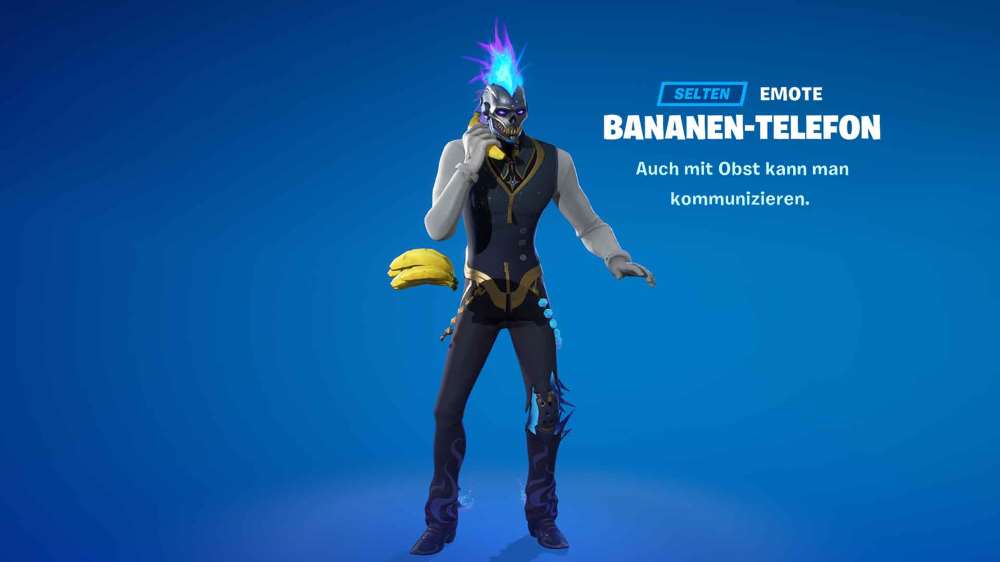 SELTEN EMOTE
BANANEN-TELEFON
Auch mit Obst kann man
kommunizieren.